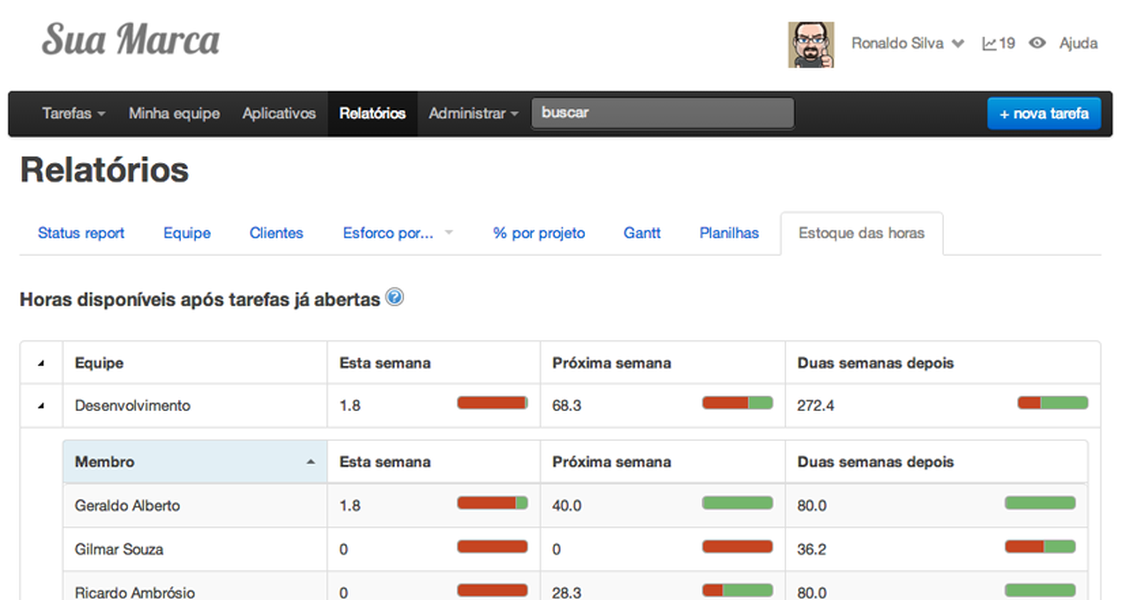 Sua Marca
Ronaldo Silva 19 Ajuda
Tarefas Minha equipe Aplicativos Relatórios Administrar buscar + nova tarefa
Relatórios
Status report Equipe Clientes Esforco por... % por projeto Gantt Planilhas Estoque das horas
Horas disponíveis após tarefas já abertas ?
Equipe Esta semana Próxima semana Duas semanas depois
Desenvolvimento 1.8 68.3 272.4
Membro Esta semana Próxima semana Duas semanas depois
Geraldo Alberto 1.8 40.0 80.0
Gilmar Souza 0 0 36.2
Ricardo Ambrósio 0 28.3 80.0